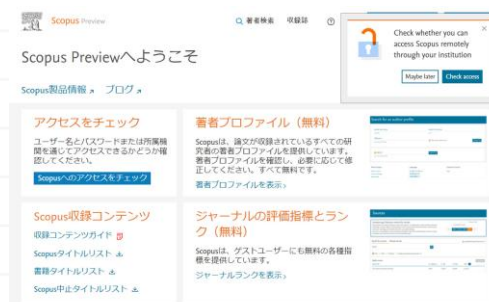 Scopus Preview
著者検索 収録誌
Check whether you can
access Scopus remotely
through your institution
Maybe later Check access
Scopus Previewへようこそ
Scopus製品情報 ブログ
アクセスをチェック
ユーザー名とパスワードまたは所属機
関を通じてアクセスできるかどうか確
認してください。
Scopusへのアクセスをチェック
著者プロファイル（無料）
Scopusは、論文が収録されているすべての研
究者の著者プロファイルを提供しています。
著者プロファイルを確認し、必要に応じて修
正してください。すべて無料です。
著者プロファイルを表示>
Scopus収録コンテンツ
収録コンテンツガイド
Scopusタイトルリスト
書籍タイトルリスト
Scopus中止タイトルリスト
ジャーナルの評価指標とラン
ク（無料）
Scopusは、ゲストユーザーにも無料の各種指
標を提供しています。
ジャーナルランクを表示>